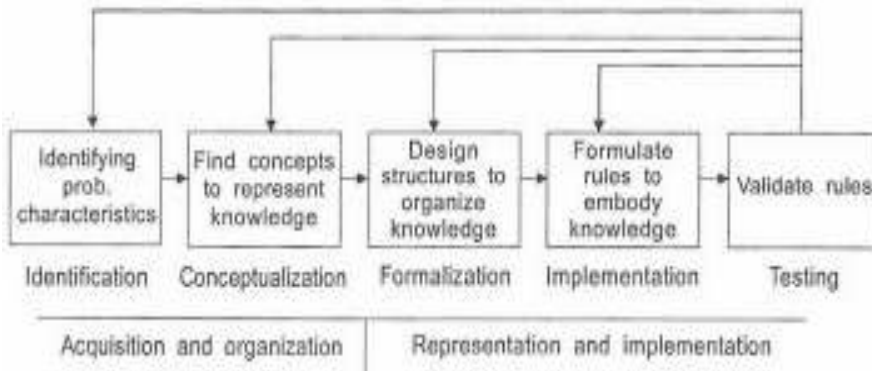 Identifying
prob.
characteristics
Find concepts
to represent
knowledge
Design
structures to
organize
knowledge
Formulate
rules to
embody
knowledge
Validate rules
Identification
Conceptualization
Formalization
Implementation
Testing
Acquisition and organization
Representation and implementation